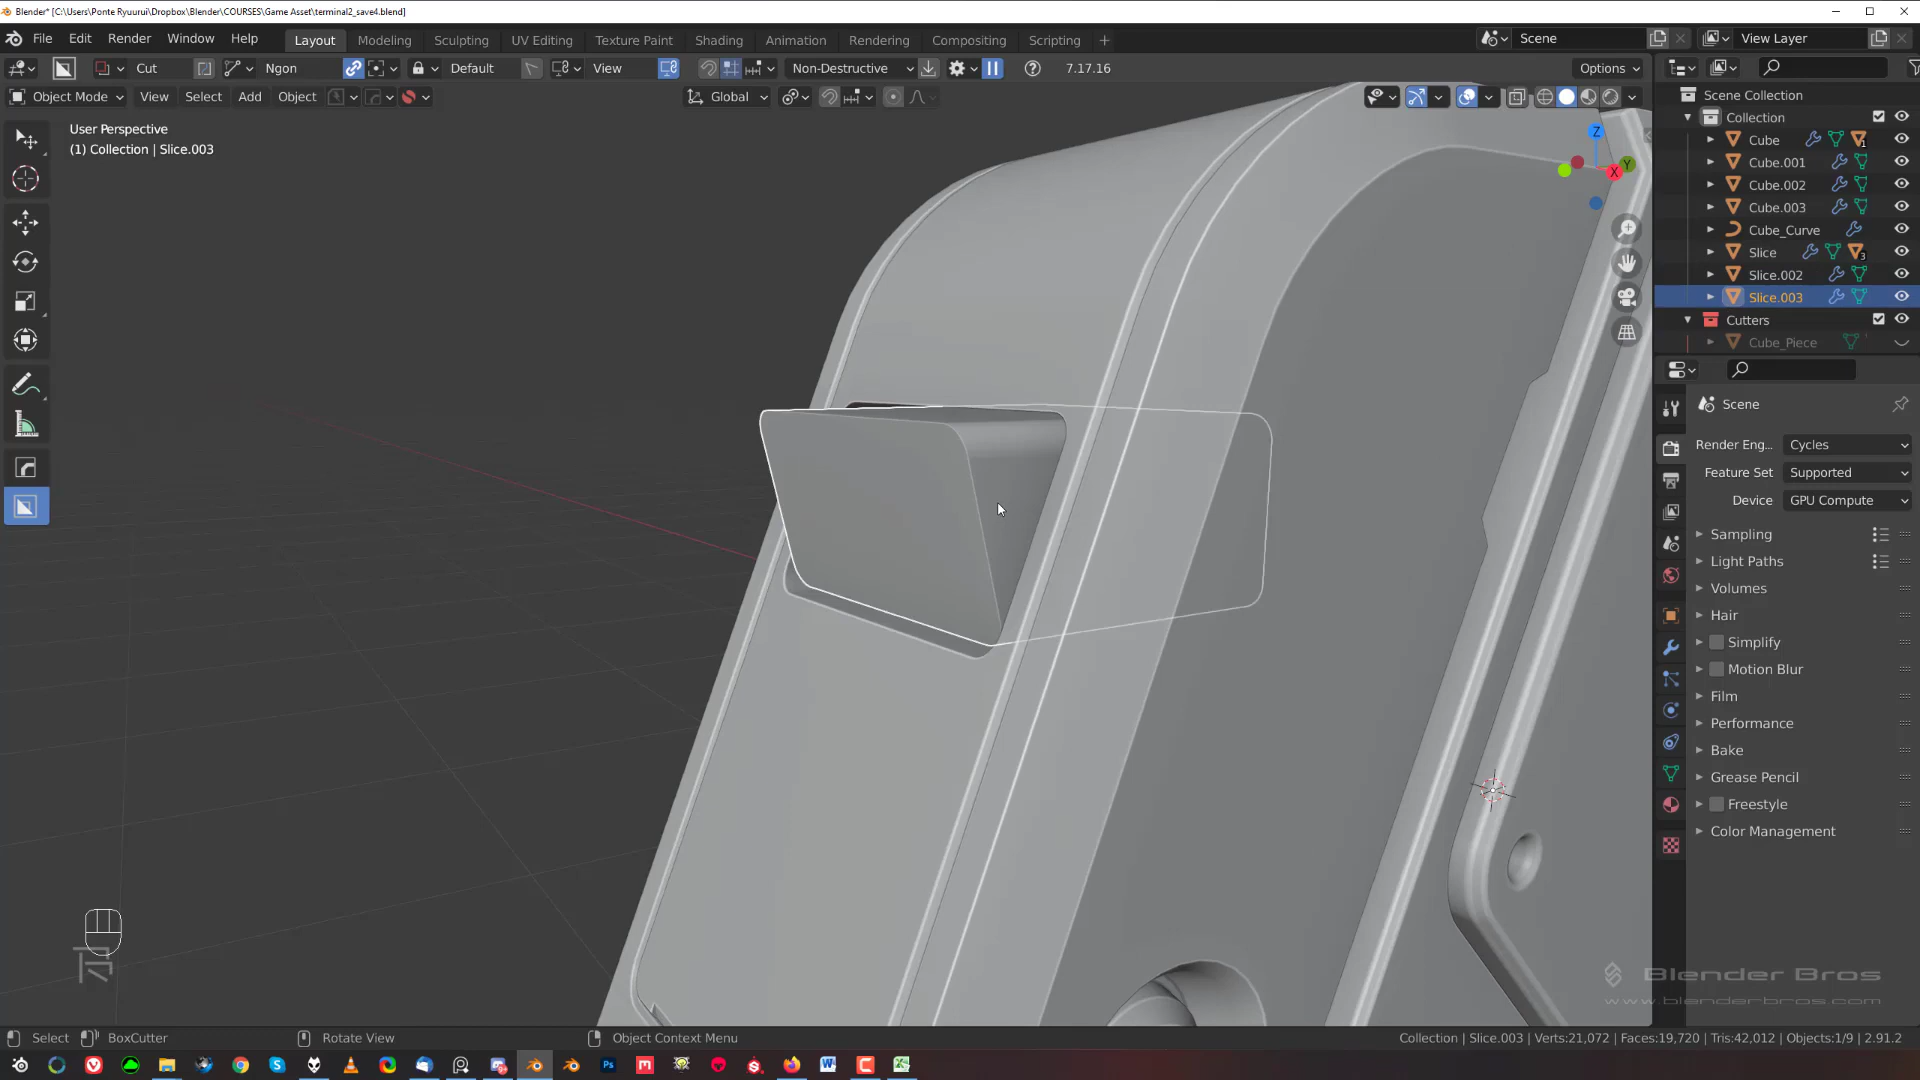 Blender* [C:\Users\Ponte Ryuurui\Dropbox\Blender\COURSES\Game Asset\terminal2_save4.blend]
File Edit Render Window Help Layout Modeling Sculpting UV Editing Texture Paint Shading Animation Rendering Compositing Scripting + Scene View Layer
Cut Ngon Default View Non-Destructive 7.17.16 Options
Object Mode View Select Add Object Global
User Perspective
(1) Collection | Slice.003
Z
Y
X
Scene Collection
Collection
Cube 1
Cube.001
Cube.002
Cube.003
Cube_Curve
Slice 3
Slice.002
Slice.003
Cutters
Cube_Piece
Scene
Render Eng... Cycles
Feature Set Supported
Device GPU Compute
Sampling
Light Paths
Volumes
Hair
Simplify
Motion Blur
Film
Performance
Bake
Grease Pencil
Freestyle
Color Management
Blender Bros
www.blenderbros.com
Select BoxCutter Rotate View Object Context Menu Collection | Slice.003 | Verts:21,072 | Faces:19,720 | Tris:42,012 | Objects:1/9 | 2.91.2